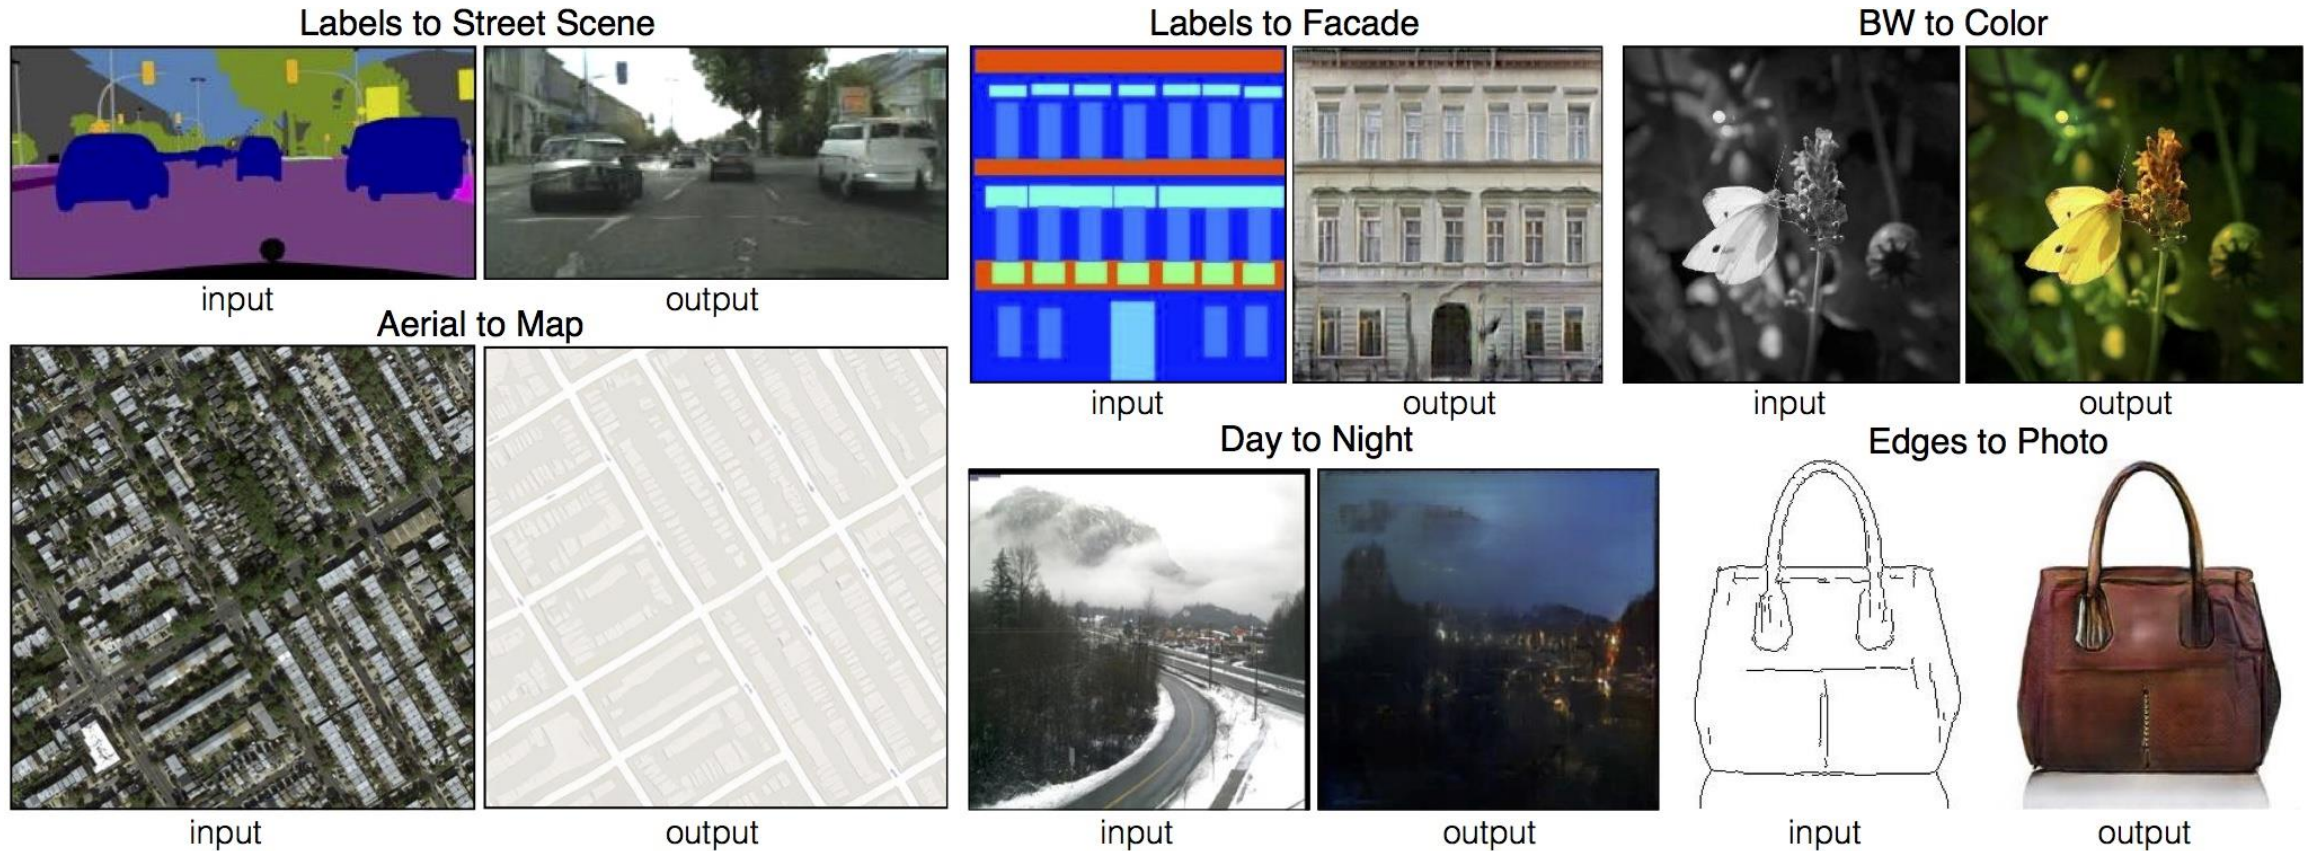 Labels to Street Scene
input
output
Aerial to Map
input
output
Labels to Facade
input
output
BW to Color
input
output
Day to Night
input
output
Edges to Photo
input
output